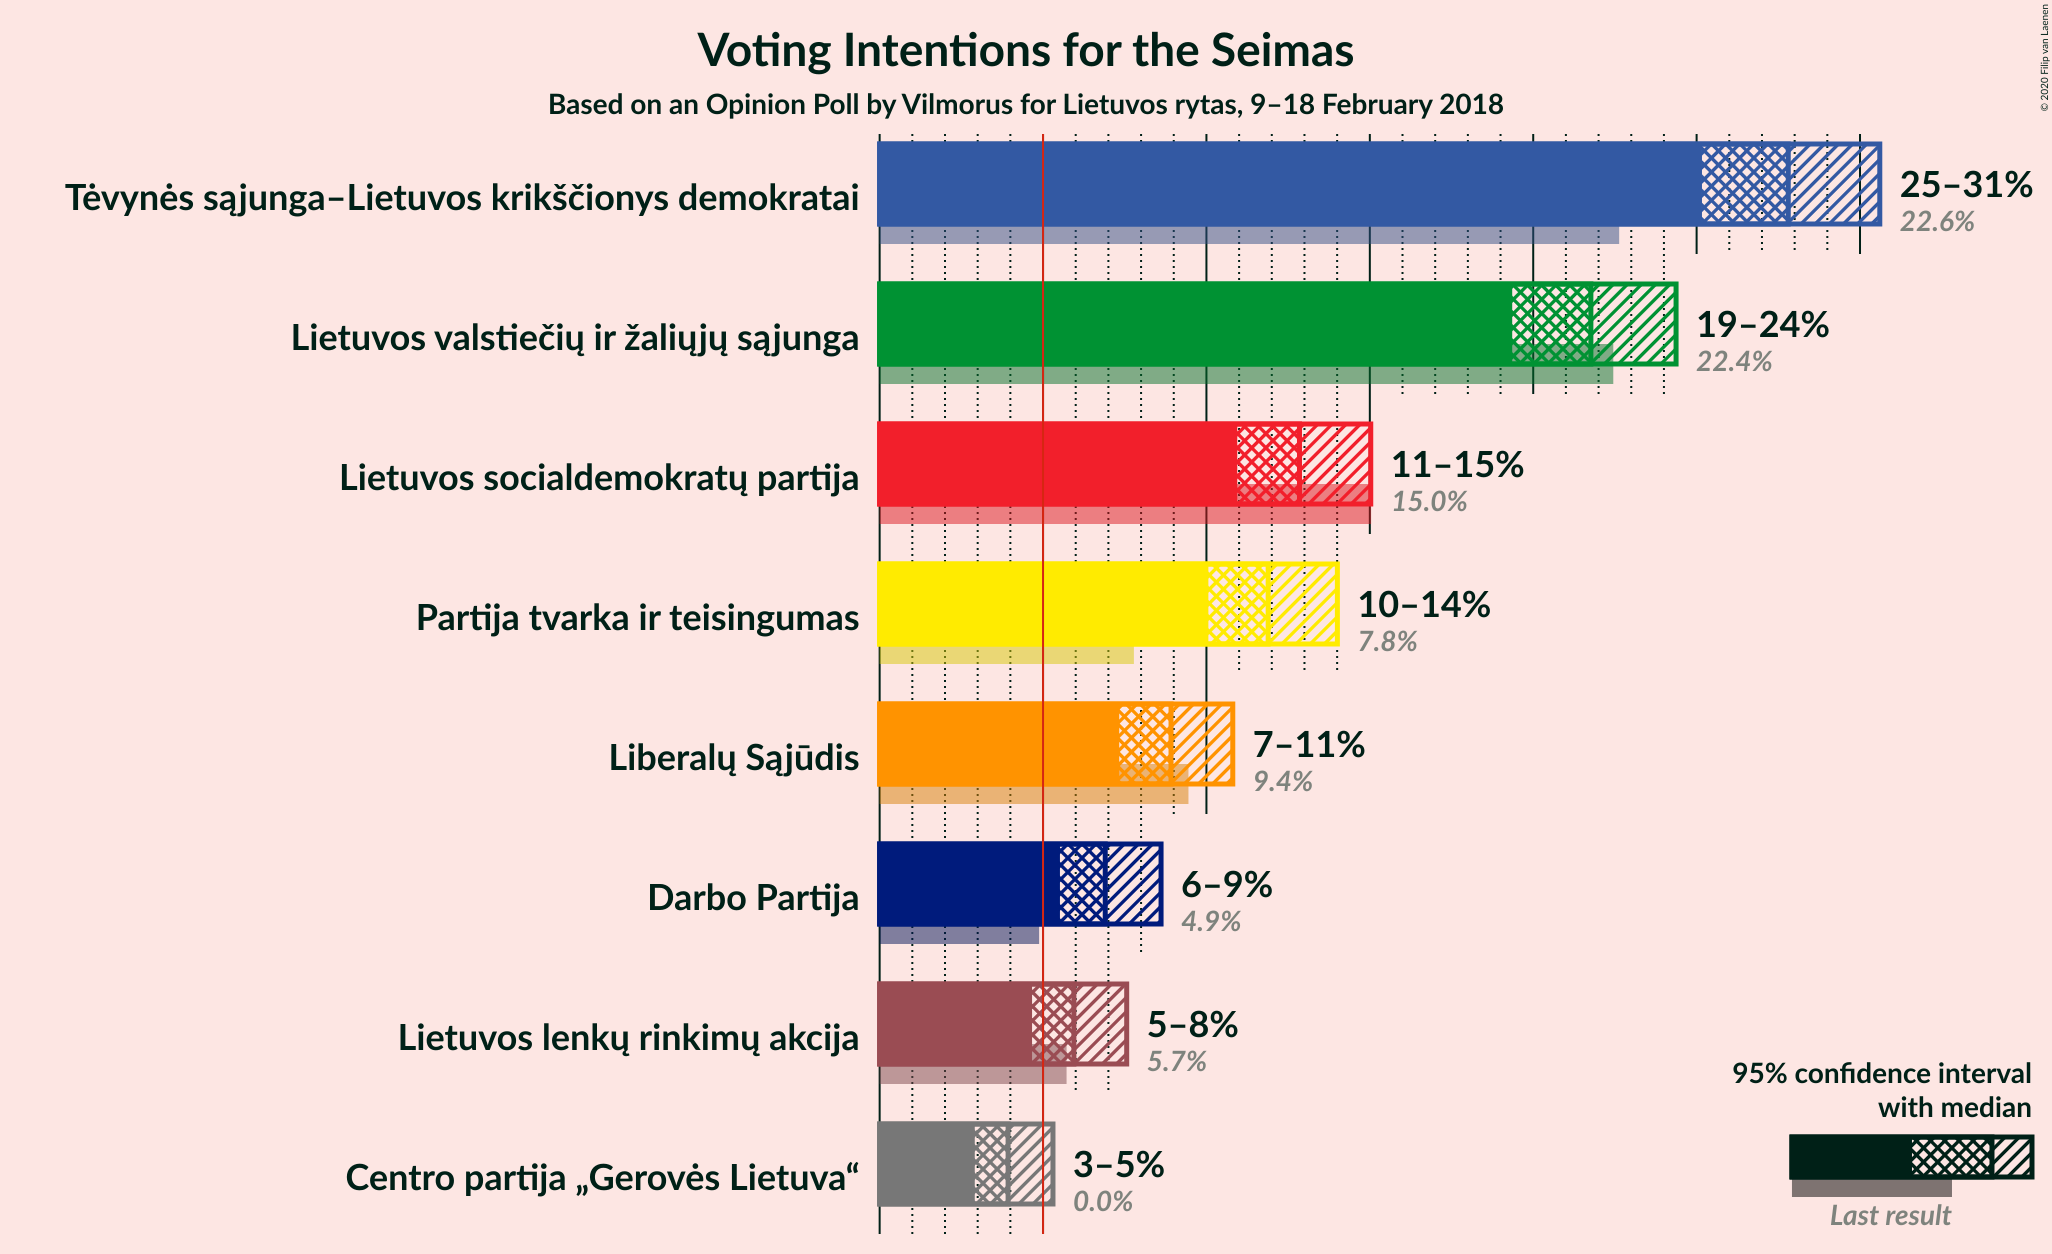 Voting Intentions for the Seimas
Based on an Opinion Poll by Vilmorus for Lietuvos rytas, 9–18 February 2018
© 2020 Filip van Laenen
Tėvynės sąjunga–Lietuvos krikščionys demokratai
25–31%
22.6%
Lietuvos valstiečių ir žaliųjų sąjunga
19–24%
22.4%
Lietuvos socialdemokratų partija
11–15%
15.0%
Partija tvarka ir teisingumas
10–14%
7.8%
Liberalų Sąjūdis
7–11%
9.4%
Darbo Partija
6–9%
4.9%
Lietuvos lenkų rinkimų akcija
5–8%
5.7%
Centro partija „Gerovės Lietuva“
3–5%
0.0%
95% confidence interval
with median
Last result